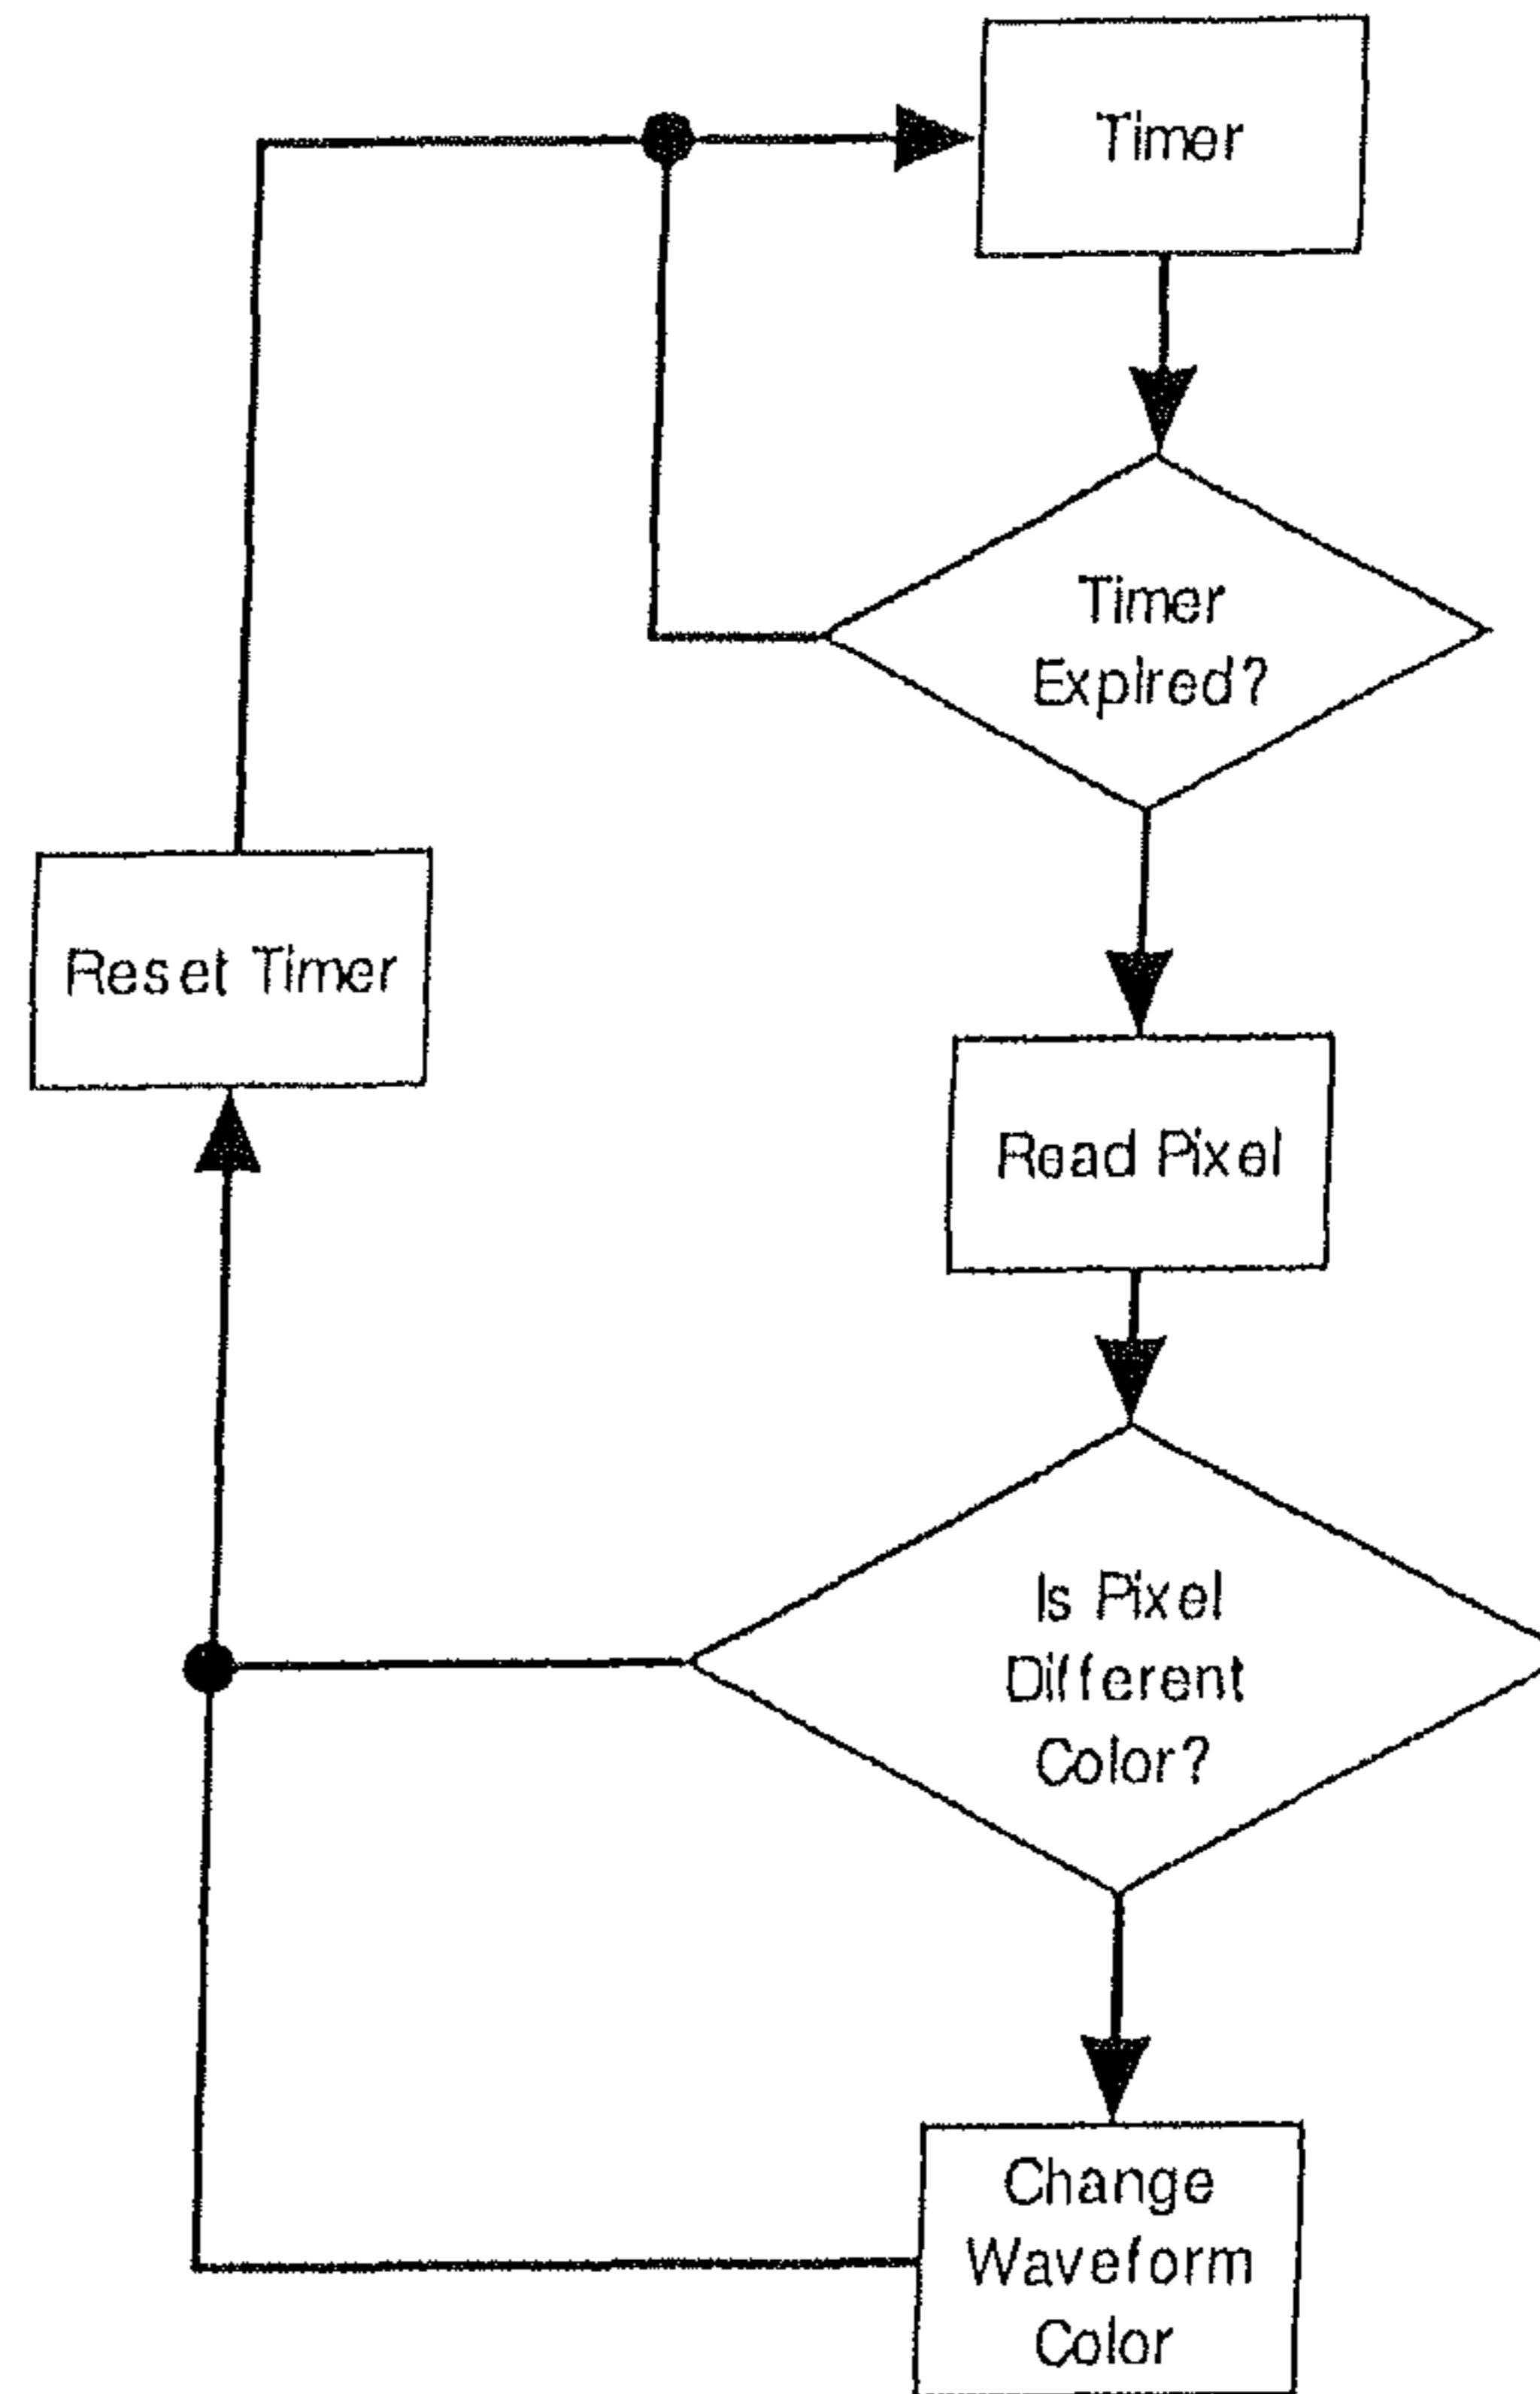 Timer
Timer
Expired?
Reset Timer
Read Pixel
Is Pixel
Different
Color?
Change
Waveform
Color